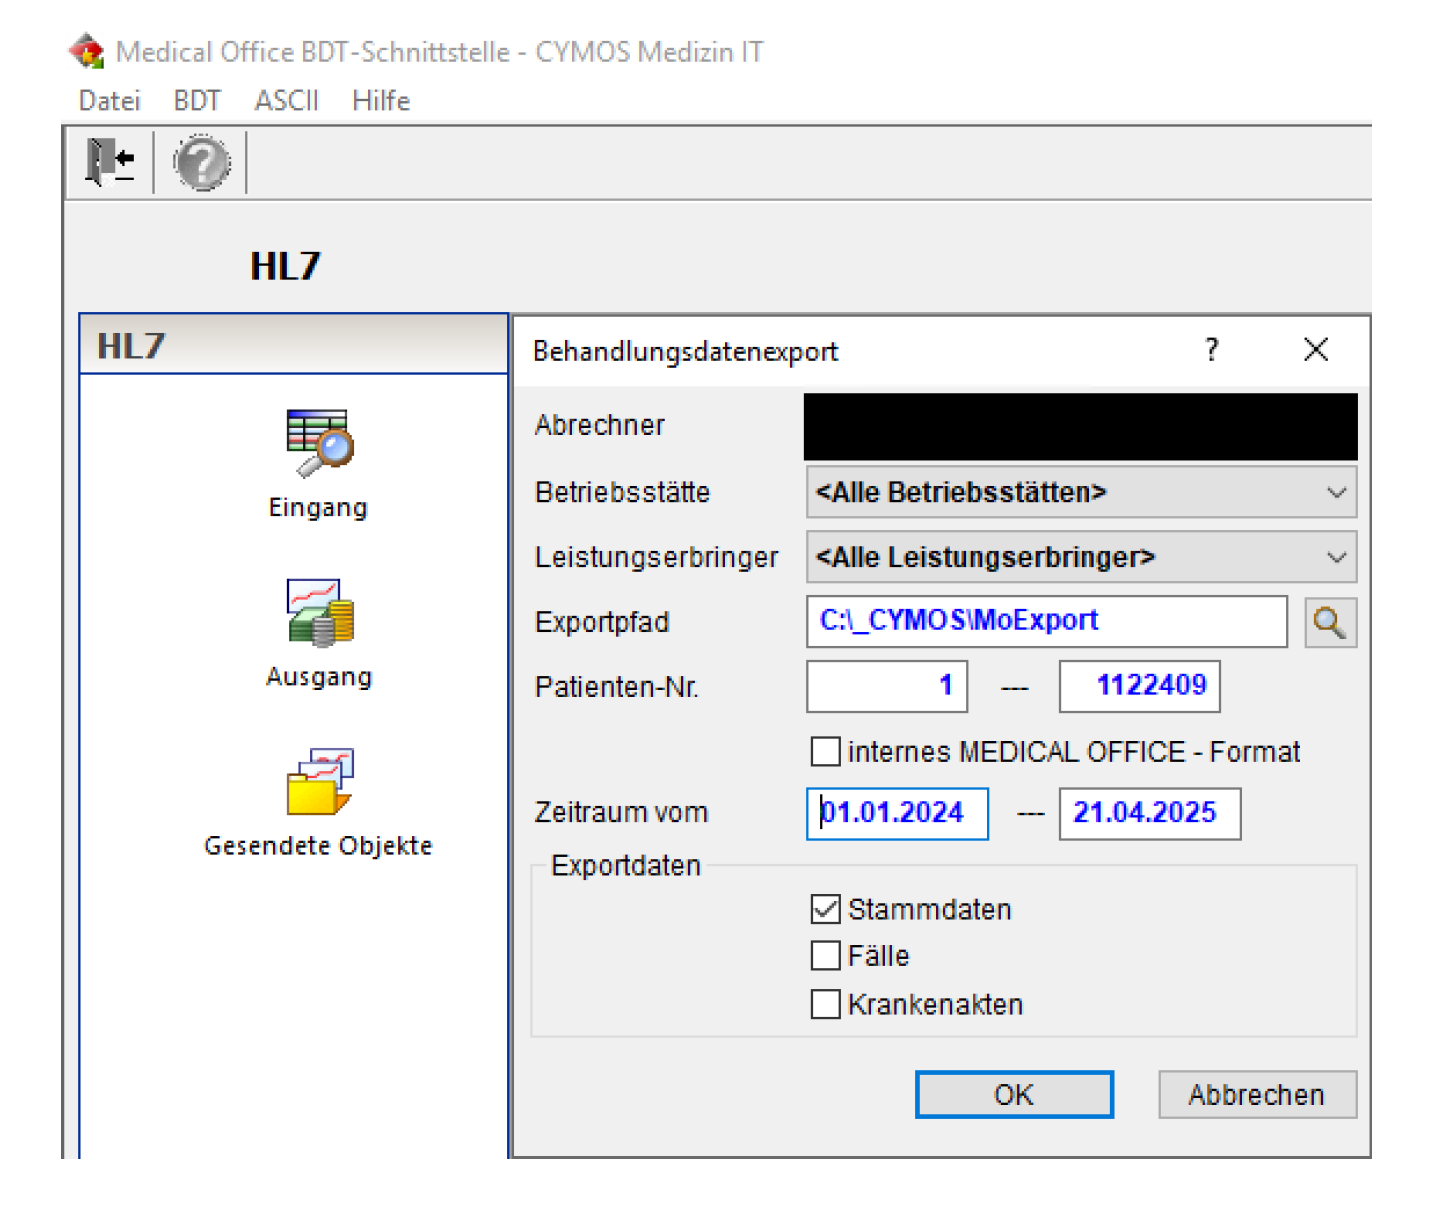 Medical Office BDT-Schnittstelle - CYMOS Medizin IT
Datei BDT ASCII Hilfe
HL7
HL7
Eingang
Ausgang
Gesendete Objekte
Behandlungsdatenexport ?
Abrechner
Betriebsstätte <Alle Betriebsstätten>
Leistungserbringer <Alle Leistungserbringer>
Exportpfad C:\_CYMOS\MoExport
Patienten-Nr. 1 --- 1122409
internes MEDICAL OFFICE - Format
Zeitraum vom 01.01.2024 --- 21.04.2025
Exportdaten
Stammdaten
Fälle
Krankenakten
OK Abbrechen